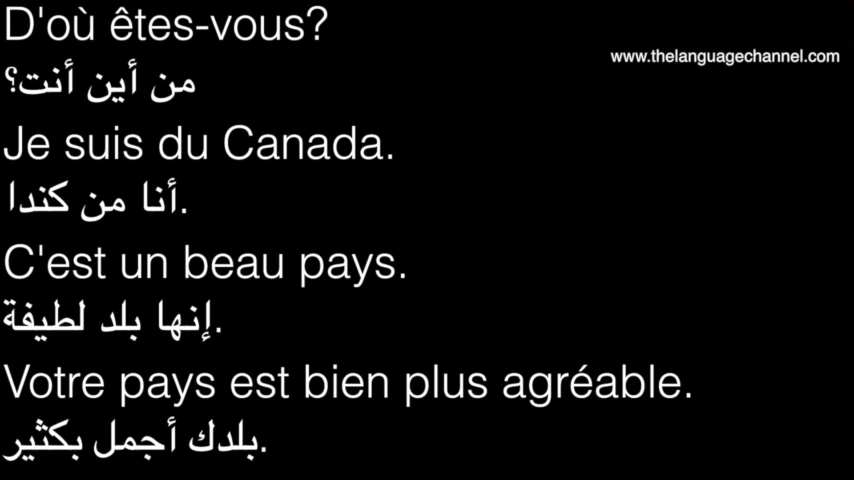 D'où êtes-vous?
www.thelanguagechannel.com
من أين أنت؟
Je suis du Canada.
أنا من كندا.
C'est un beau pays.
إنها بلد لطيفة.
Votre pays est bien plus agréable.
بلدك أجمل بكثير.